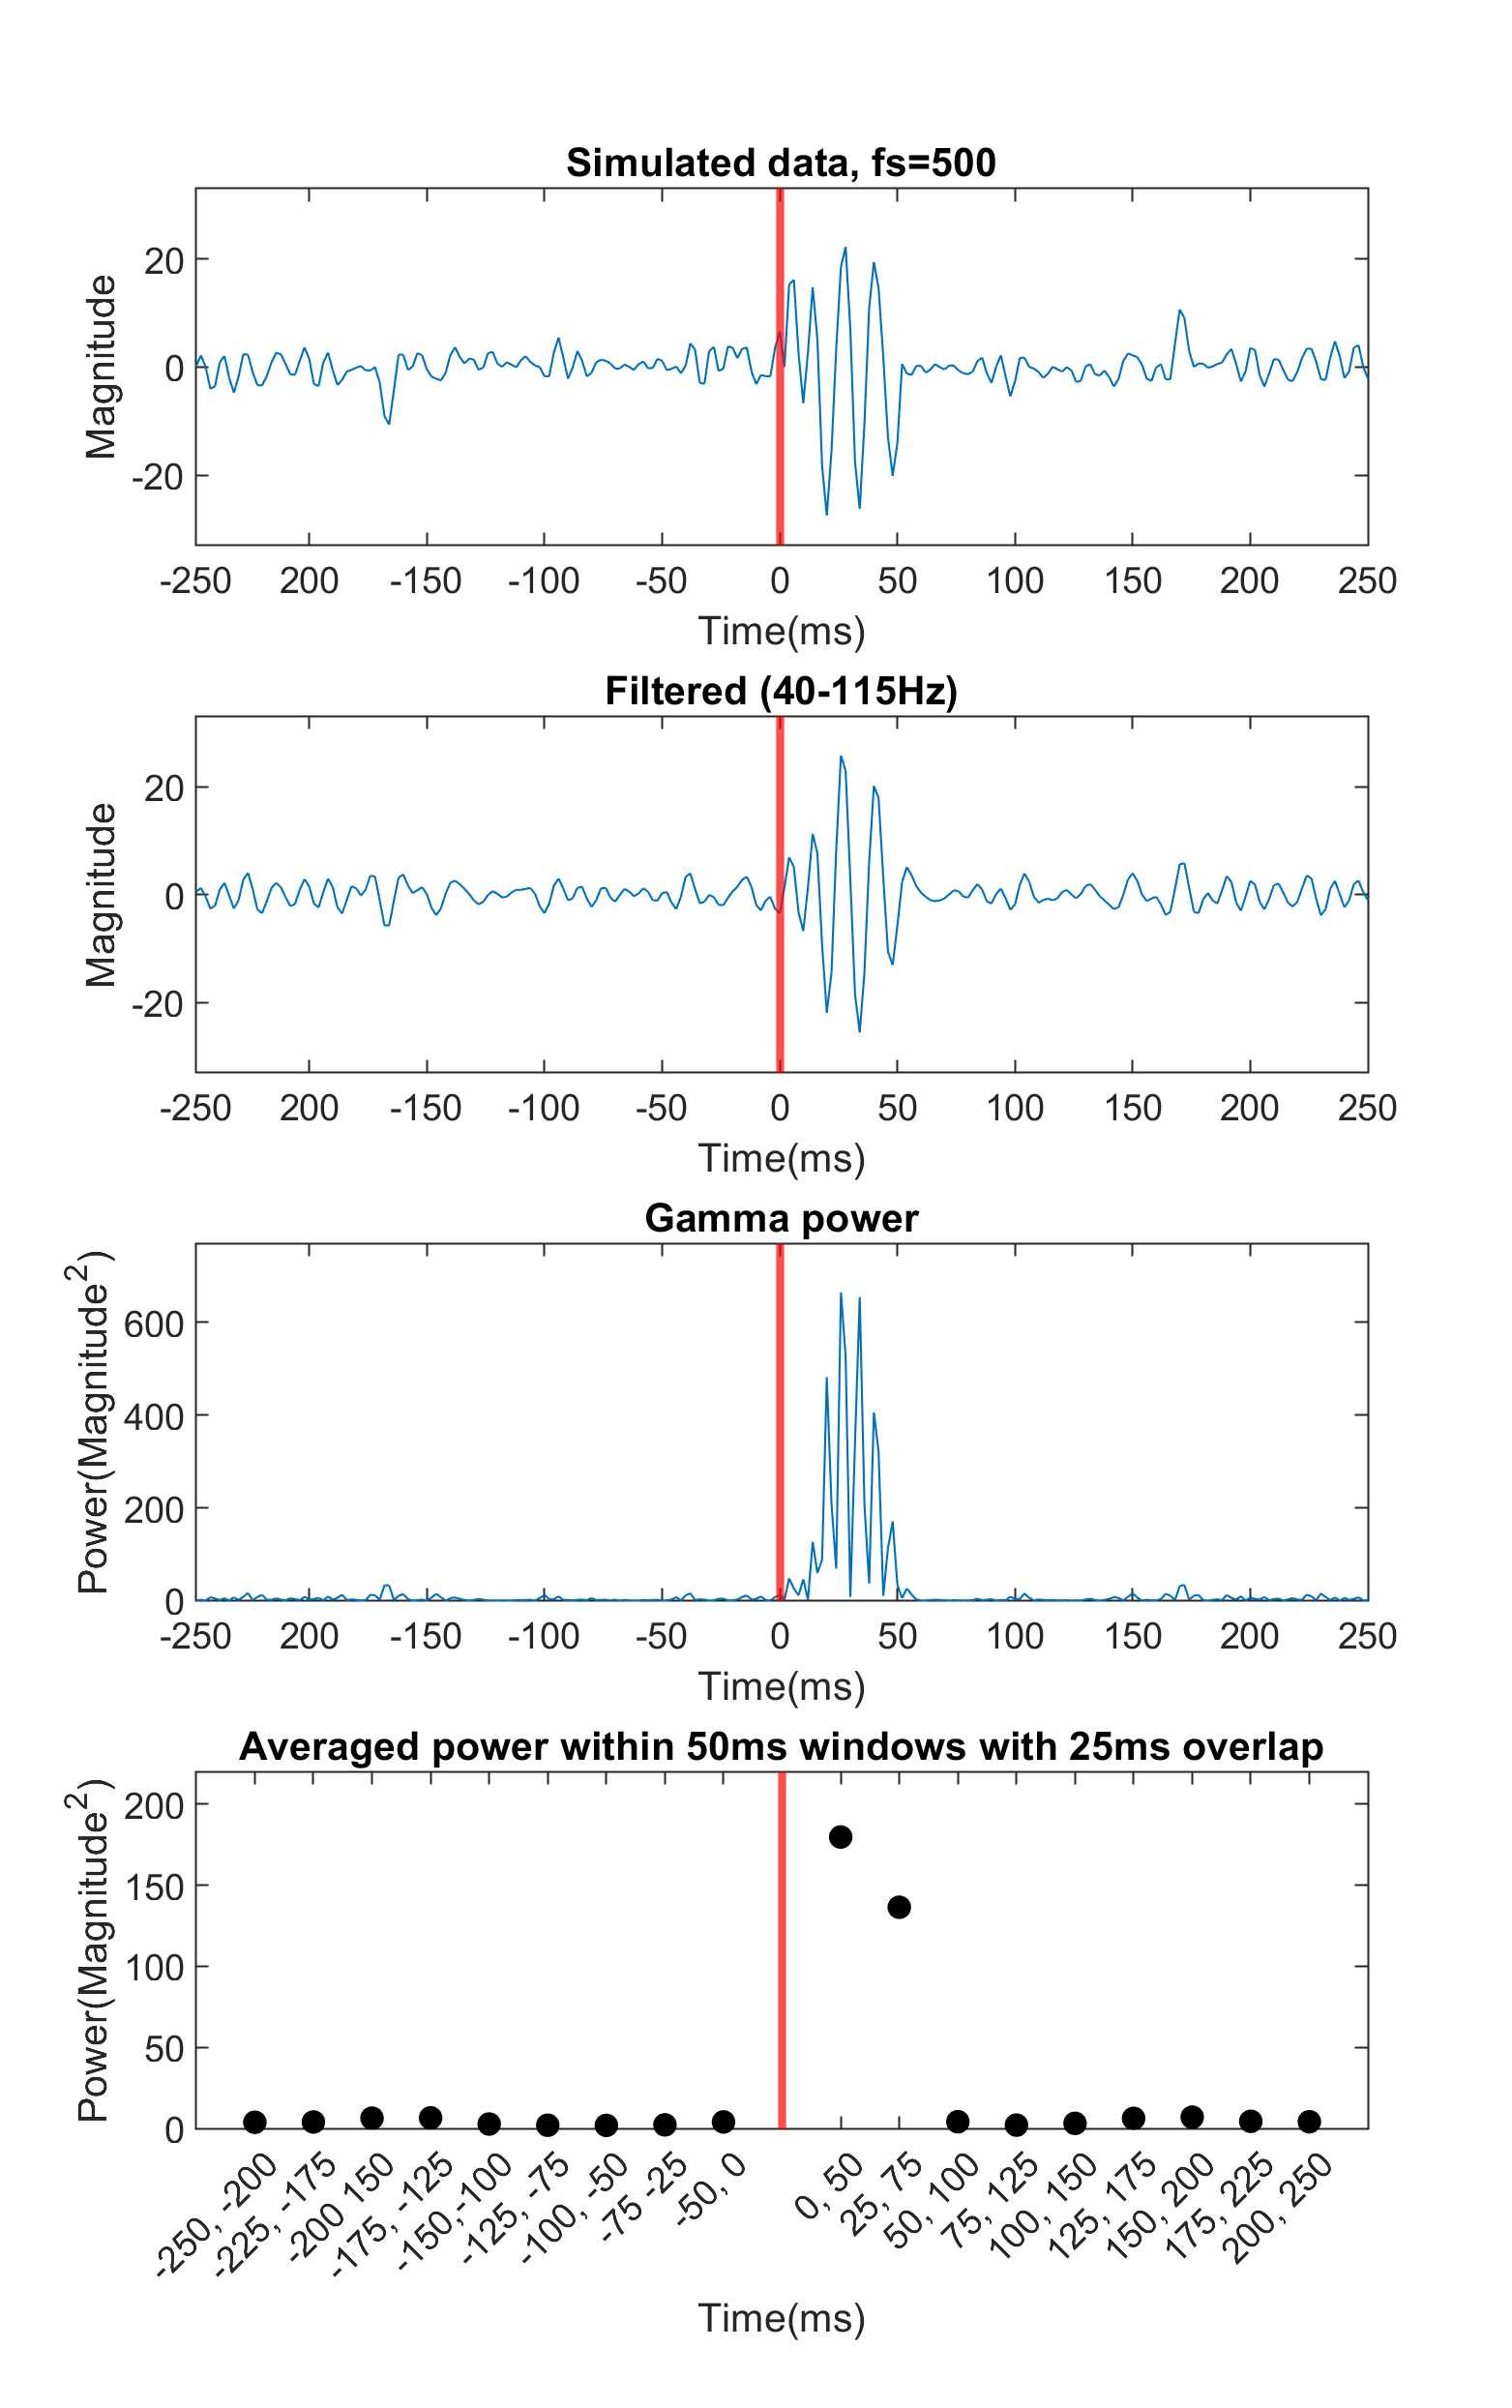 Simulated data, fs=500
Magnitude
20
0
-20
-250 200 -150 -100 -50 0 50 100 150 200 250
Time(ms)
Filtered (40-115Hz)
Magnitude
20
0
-20
-250 200 -150 -100 -50 0 50 100 150 200 250
Time(ms)
Gamma power
Power(Magnitude²)
600
400
200
0
-250 200 -150 -100 -50 0 50 100 150 200 250
Time(ms)
Averaged power within 50ms windows with 25ms overlap
Power(Magnitude²)
200
150
100
50
0
-250, -200
-225, -175
-200 150
-175, -125
-150, -100
-125, -75
-100, -50
-75 -25
-50, 0
0, 50
25, 75
50, 100
75, 125
100, 150
125, 175
150, 200
175, 225
200, 250
Time(ms)